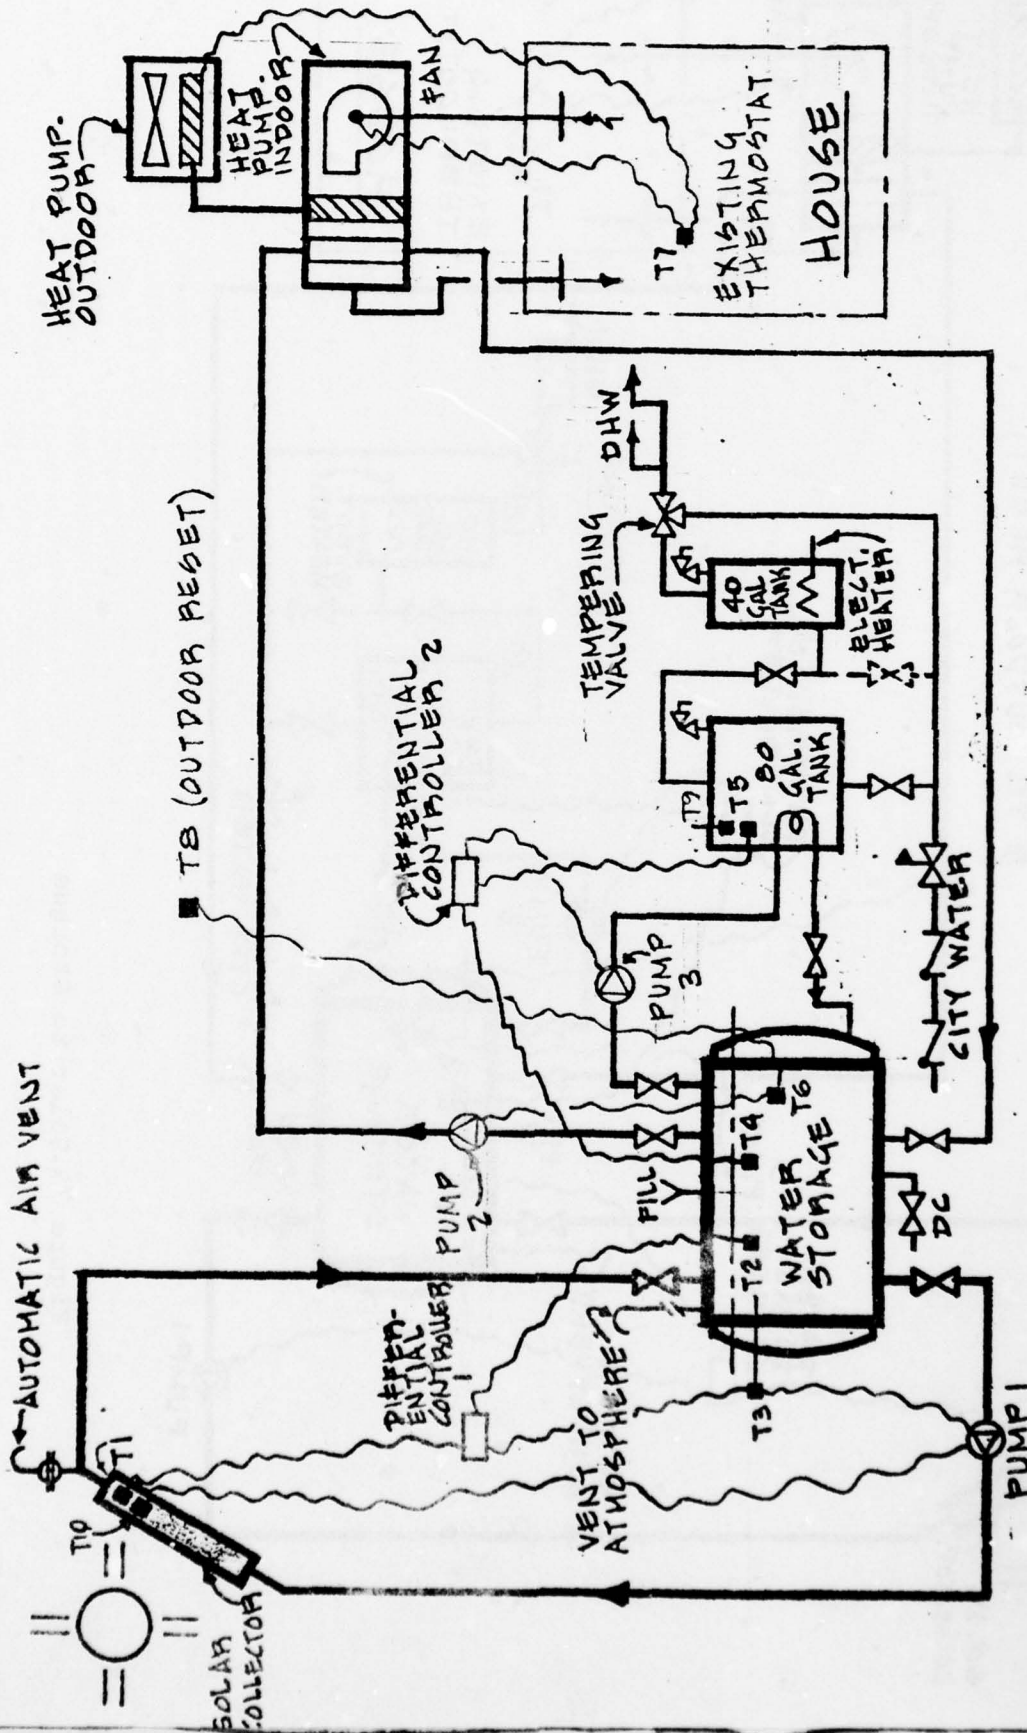 AUTOMATIC AIR VENT
T1
T10
SOLAR
COLLECTOR
DIFFER-
ENTIAL
CONTROLLER
1
VENT TO
ATMOSPHERE
T3
PUMP 1
PUMP
2
FILL
T2
T4
T6
WATER
STORAGE
DC
T8 (OUTDOOR RESET)
DIFFERENTIAL
CONTROLLER 2
PUMP
3
CITY WATER
T9
T5
80
GAL.
TANK
TEMPERING
VALVE
40
GAL
TANK
ELECT.
HEATER
DHW
HEAT PUMP.
OUTDOOR
HEAT
PUMP.
INDOOR
FAN
T7
EXISTING
THERMOSTAT
HOUSE